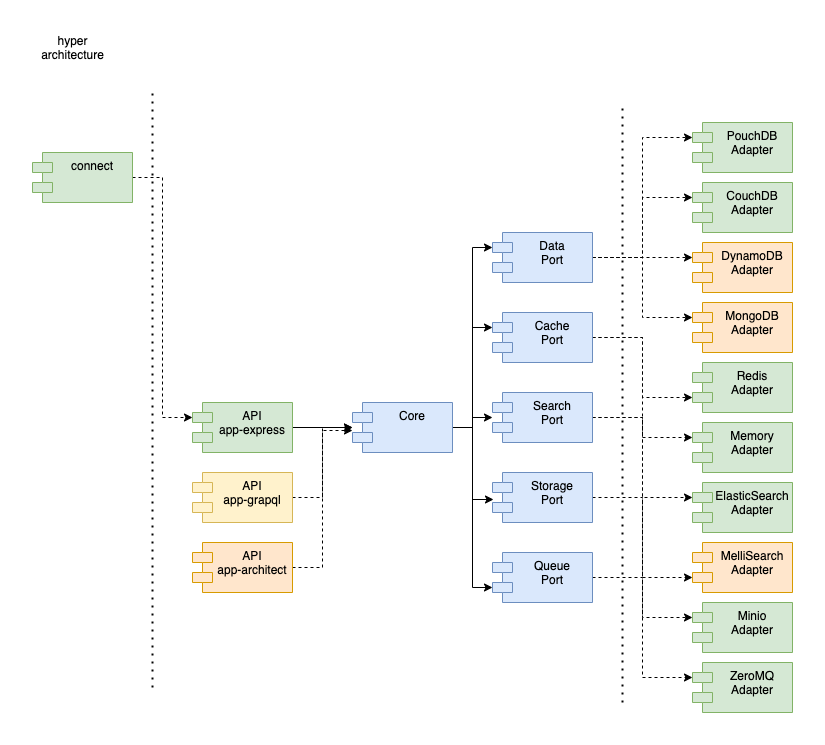 hyper
architecture
connect
API
app-express
API
app-grapql
API
app-architect
Core
Data
Port
Cache
Port
Search
Port
Storage
Port
Queue
Port
PouchDB
Adapter
CouchDB
Adapter
DynamoDB
Adapter
MongoDB
Adapter
Redis
Adapter
Memory
Adapter
ElasticSearch
Adapter
MelliSearch
Adapter
Minio
Adapter
ZeroMQ
Adapter